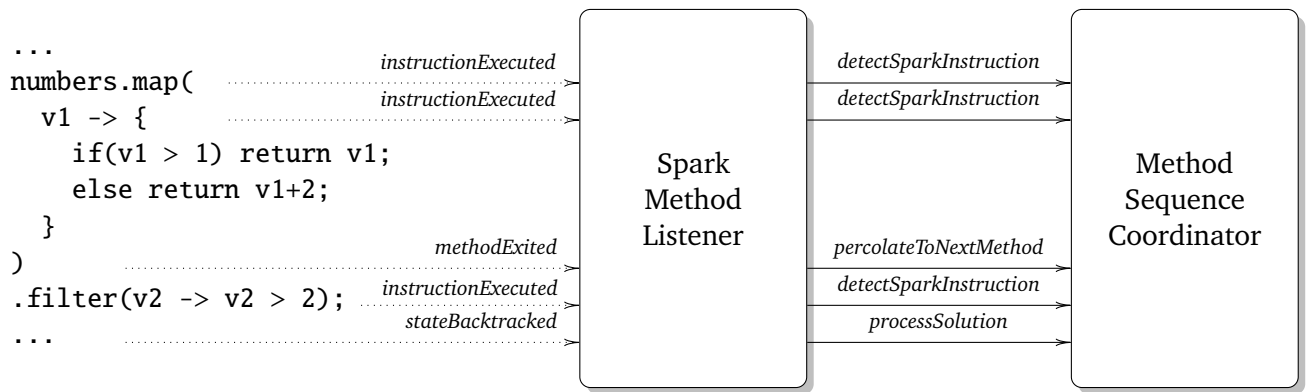 ...
instructionExecuted
detectSparkInstruction
numbers.map(
instructionExecuted
detectSparkInstruction
v1 -> {
if(v1 > 1) return v1;
else return v1+2;
}
Spark
Method
Listener
Method
Sequence
Coordinator
methodExited
percolateToNextMethod
)
instructionExecuted
detectSparkInstruction
.filter(v2 -> v2 > 2);
stateBacktracked
processSolution
...